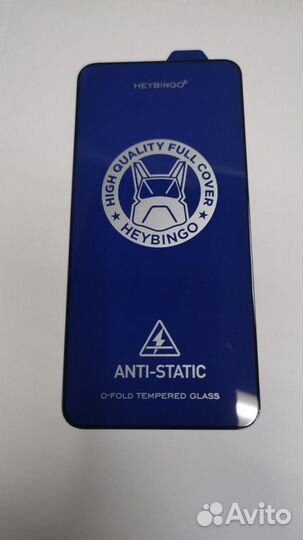 HEYBINGO®
HIGH QUALITY FULL COVER
★ HEYBINGO ★
ANTI-STATIC
O-FOLD TEMPERED GLASS
Avito